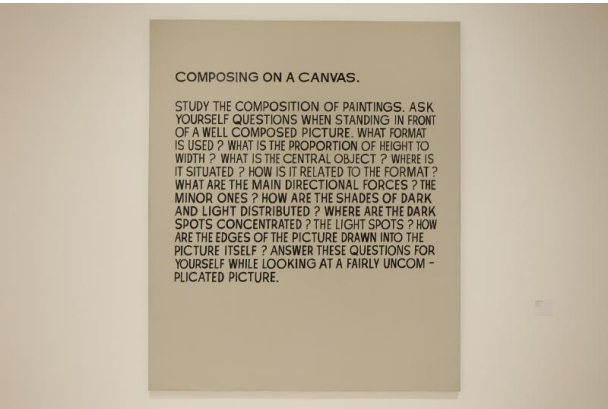 COMPOSING ON A CANVAS.
STUDY THE COMPOSITION OF PAINTINGS. ASK
YOURSELF QUESTIONS WHEN STANDING IN FRONT
OF A WELL COMPOSED PICTURE. WHAT FORMAT
IS USED ? WHAT IS THE PROPORTION OF HEIGHT TO
WIDTH ? WHAT IS THE CENTRAL OBJECT ? WHERE IS
IT SITUATED ? HOW IS IT RELATED TO THE FORMAT ?
WHAT ARE THE MAIN DIRECTIONAL FORCES ? THE
MINOR ONES ? HOW ARE THE SHADES OF DARK
AND LIGHT DISTRIBUTED ? WHERE ARE THE DARK
SPOTS CONCENTRATED ? THE LIGHT SPOTS ? HOW
ARE THE EDGES OF THE PICTURE DRAWN INTO THE
PICTURE ITSELF ? ANSWER THESE QUESTIONS FOR
YOURSELF WHILE LOOKING AT A FAIRLY UNCOM -
PLICATED PICTURE.